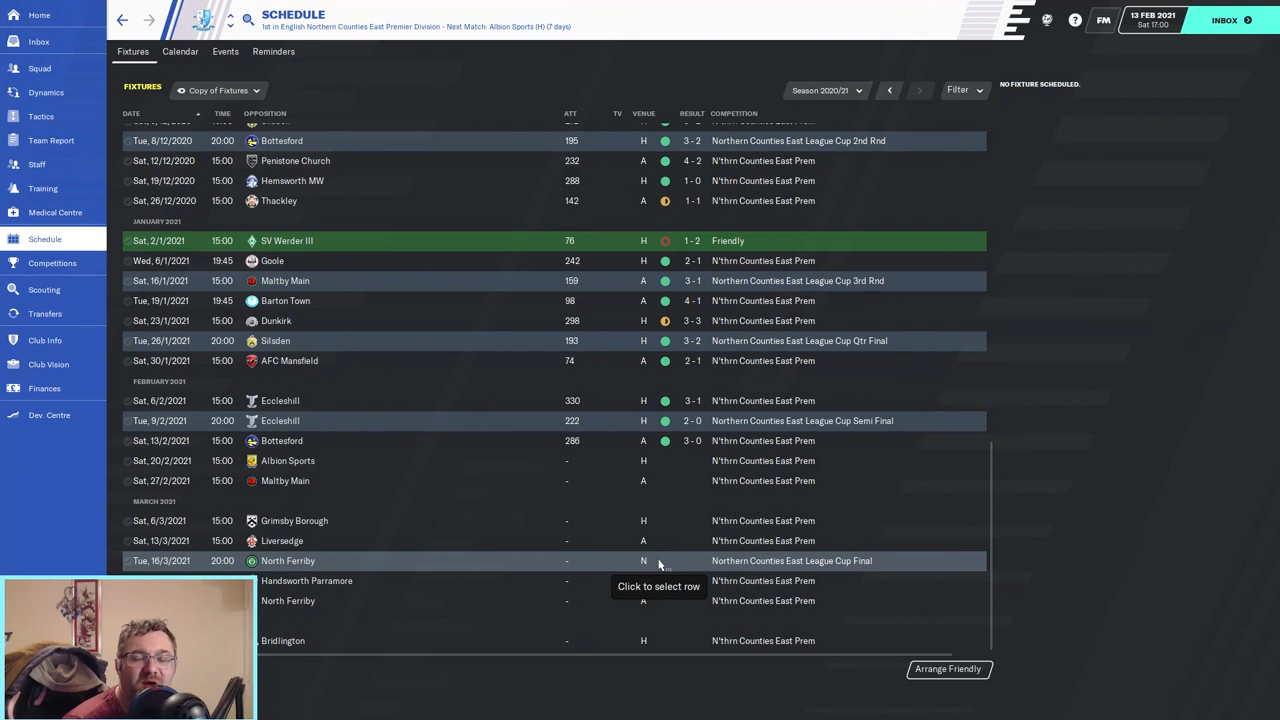 Home
Inbox
Squad
Dynamics
Tactics
Team Report
Staff
Training
Medical Centre
Schedule
Competitions
Scouting
Transfers
Club Info
Club Vision
Finances
Dev. Centre
SCHEDULE
1st in English Northern Counties East Premier Division - Next Match: Albion Sports (H) (7 days)
FM
13 FEB 2021
Sat 17:00
INBOX
Fixtures Calendar Events Reminders
FIXTURES Copy of Fixtures Season 2020/21 Filter
NO FIXTURE SCHEDULED.
DATE TIME OPPOSITION ATT TV VENUE RESULT COMPETITION
Tue, 8/12/2020 20:00 Bottesford 195 H 3 - 2 Northern Counties East League Cup 2nd Rnd
Sat, 12/12/2020 15:00 Penistone Church 232 A 4 - 2 N'thrn Counties East Prem
Sat, 19/12/2020 15:00 Hemsworth MW 288 H 1 - 0 N'thrn Counties East Prem
Sat, 26/12/2020 15:00 Thackley 142 A 1 - 1 N'thrn Counties East Prem
JANUARY 2021
Sat, 2/1/2021 15:00 SV Werder III 76 H 1 - 2 Friendly
Wed, 6/1/2021 19:45 Goole 242 H 2 - 1 N'thrn Counties East Prem
Sat, 16/1/2021 15:00 Maltby Main 159 A 3 - 1 Northern Counties East League Cup 3rd Rnd
Tue, 19/1/2021 19:45 Barton Town 98 A 4 - 1 N'thrn Counties East Prem
Sat, 23/1/2021 15:00 Dunkirk 298 H 3 - 3 N'thrn Counties East Prem
Tue, 26/1/2021 20:00 Silsden 193 H 3 - 2 Northern Counties East League Cup Qtr Final
Sat, 30/1/2021 15:00 AFC Mansfield 74 A 2 - 1 N'thrn Counties East Prem
FEBRUARY 2021
Sat, 6/2/2021 15:00 Eccleshill 330 H 3 - 1 N'thrn Counties East Prem
Tue, 9/2/2021 20:00 Eccleshill 222 H 2 - 0 Northern Counties East League Cup Semi Final
Sat, 13/2/2021 15:00 Bottesford 286 A 3 - 0 N'thrn Counties East Prem
Sat, 20/2/2021 15:00 Albion Sports - H N'thrn Counties East Prem
Sat, 27/2/2021 15:00 Maltby Main - A N'thrn Counties East Prem
MARCH 2021
Sat, 6/3/2021 15:00 Grimsby Borough - H N'thrn Counties East Prem
Sat, 13/3/2021 15:00 Liversedge - A N'thrn Counties East Prem
Tue, 16/3/2021 20:00 North Ferriby - N Northern Counties East League Cup Final
Handsworth Parramore - N'thrn Counties East Prem
North Ferriby - A N'thrn Counties East Prem
Bridlington - H N'thrn Counties East Prem
Click to select row
Arrange Friendly